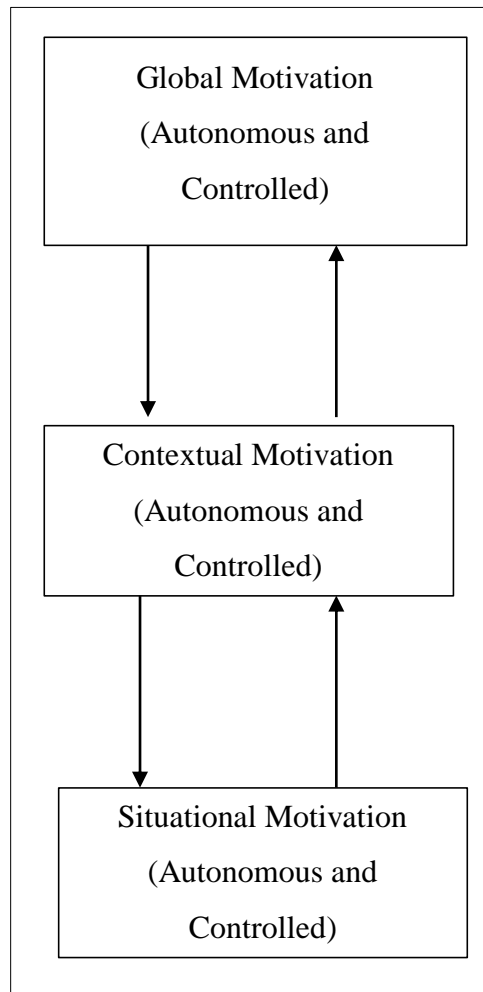 Global Motivation
(Autonomous and
Controlled)
Contextual Motivation
(Autonomous and
Controlled)
Situational Motivation
(Autonomous and
Controlled)